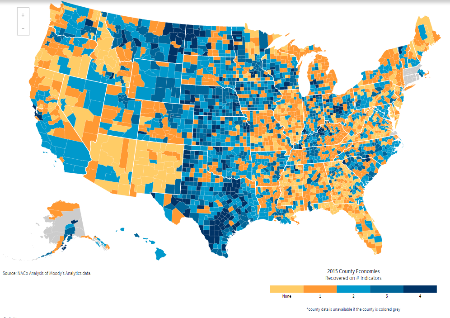 Source: NACo Analysis of Moody's Analytics data
2015 County Economies
Recovered on # Indicators
None 1 2 3 4
*County data is unavailable if the county is colored grey